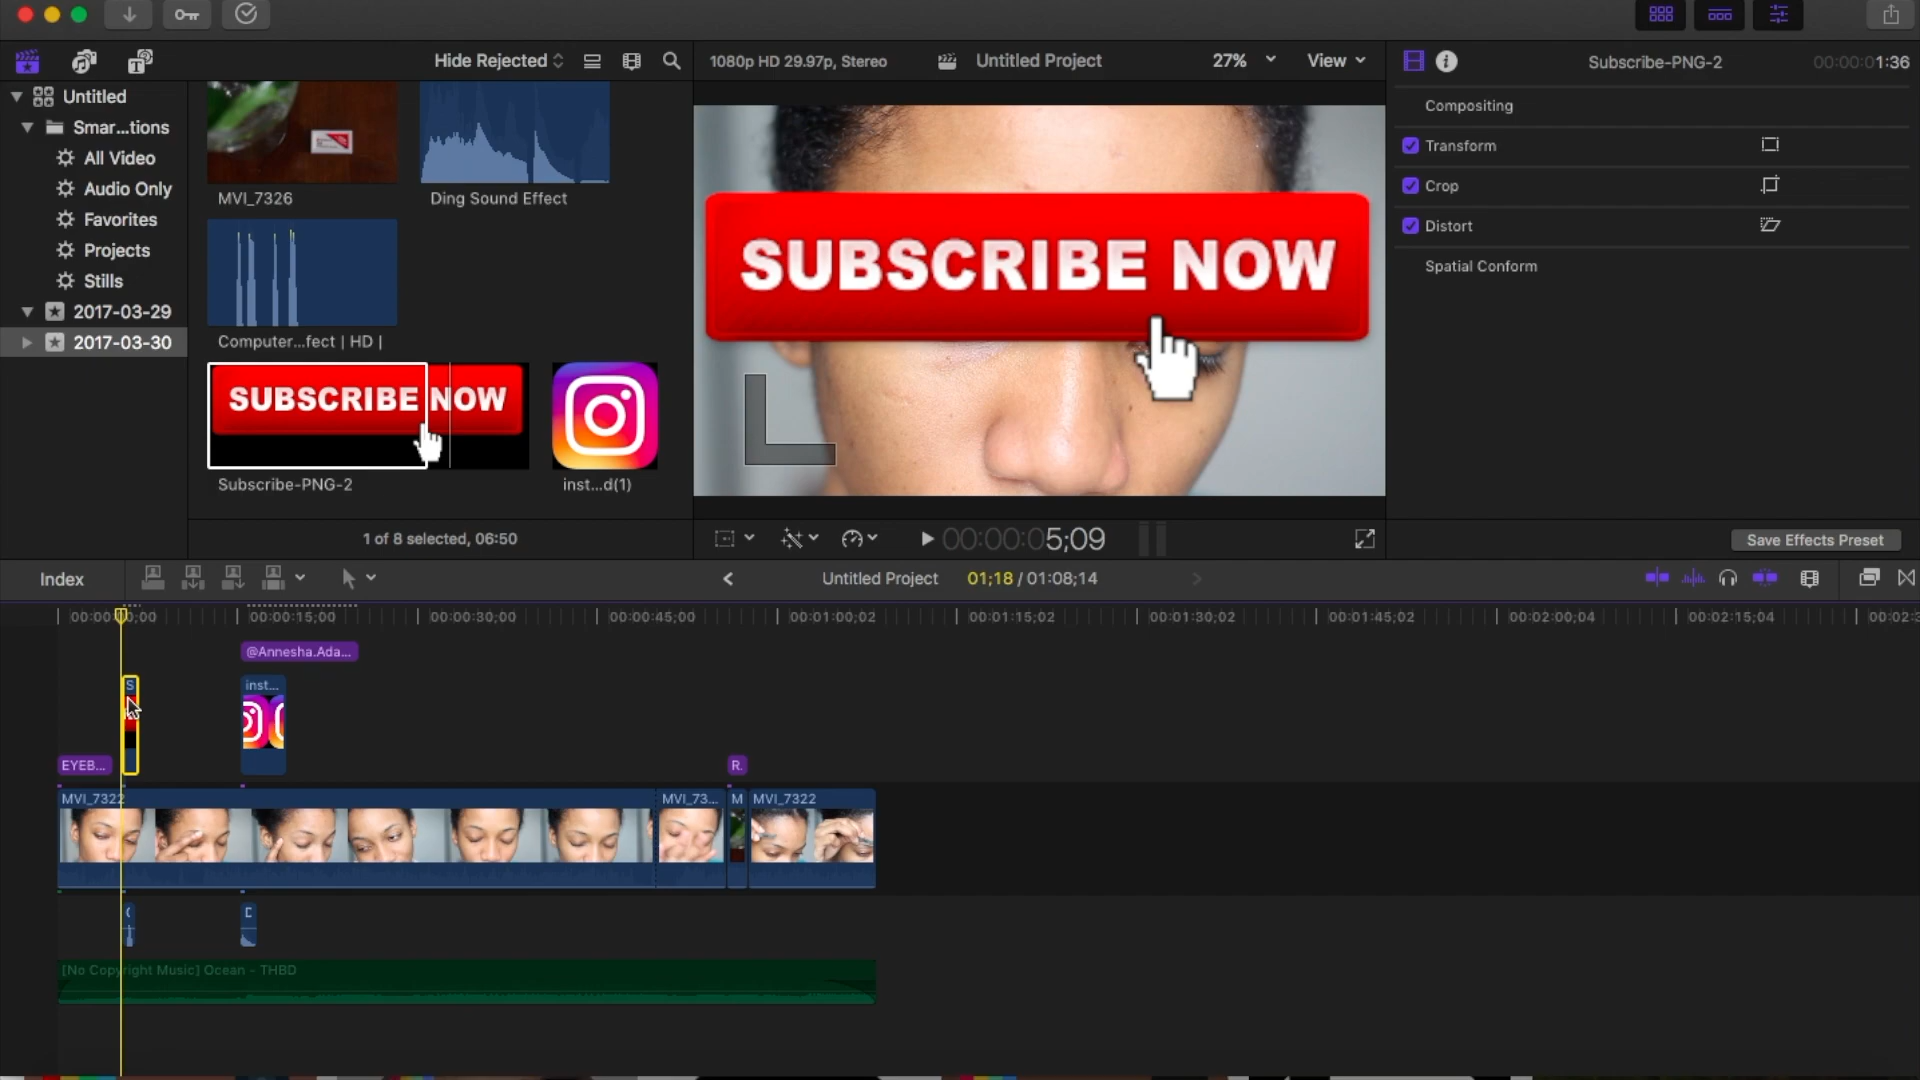 Hide Rejected
1080p HD 29.97p, Stereo
Untitled Project
27%
View
Subscribe-PNG-2
00:00:01:36
Untitled
Smar...tions
All Video
Audio Only
Favorites
Projects
Stills
2017-03-29
2017-03-30
MVI_7326
Ding Sound Effect
Computer...fect | HD |
SUBSCRIBE NOW
Subscribe-PNG-2
inst...d(1)
1 of 8 selected, 06:50
SUBSCRIBE NOW
00:00:05;09
Compositing
Transform
Crop
Distort
Spatial Conform
Save Effects Preset
Index
Untitled Project
01;18 / 01:08;14
00:00:15;00
00:00:30;00
00:00:45;00
00:01:00;02
00:01:15;02
00:01:30;02
00:01:45;02
00:02:00;04
00:02:15;04
@Annesha.Ada...
S
inst...
EYEB...
R.
MVI_7322
MVI_73...
M
MVI_7322
D
[No Copyright Music] Ocean - THBD